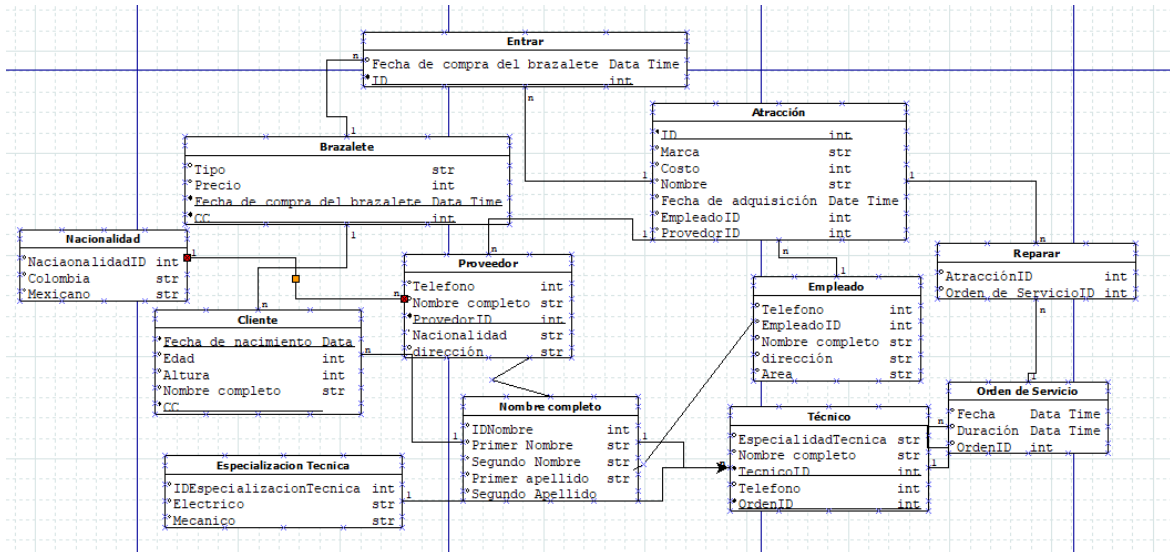 Entrar
Fecha de compra del brazalete Data Time
ID int
n
n
1
1
Brazalete
Tipo str
Precio int
Fecha de compra del brazalete Data Time
CC int
1
Atracción
ID int
Marca str
Costo int
Nombre str
Fecha de adquisición Date Time
EmpleadoID int
ProvedorID int
1
1
n
Nacionalidad
NaciaonalidadID int
Colombia str
Mexicano str
1
n
n
Proveedor
Telefono int
Nombre completo str
ProvedorID int
Nacionalidad str
dirección str
n
1
Empleado
Telefono int
EmpleadoID int
Nombre completo str
dirección str
Area str
n
Reparar
AtracciónID int
Orden de ServicioID int
n
1
Cliente
Fecha de nacimiento Data
Edad int
Altura int
Nombre completo str
CC
n
Nombre completo
IDNombre int
Primer Nombre str
Segundo Nombre str
Primer apellido str
Segundo Apellido
1
1
Técnico
EspecialidadTecnica str
Nombre completo str
TecnicoID int
Telefono int
OrdenID int
n
1
Orden de Servicio
Fecha Data Time
Duración Data Time
OrdenID int
Especializacion Tecnica
IDEspecializacionTecnica int
Electrico str
Mecanico str
1